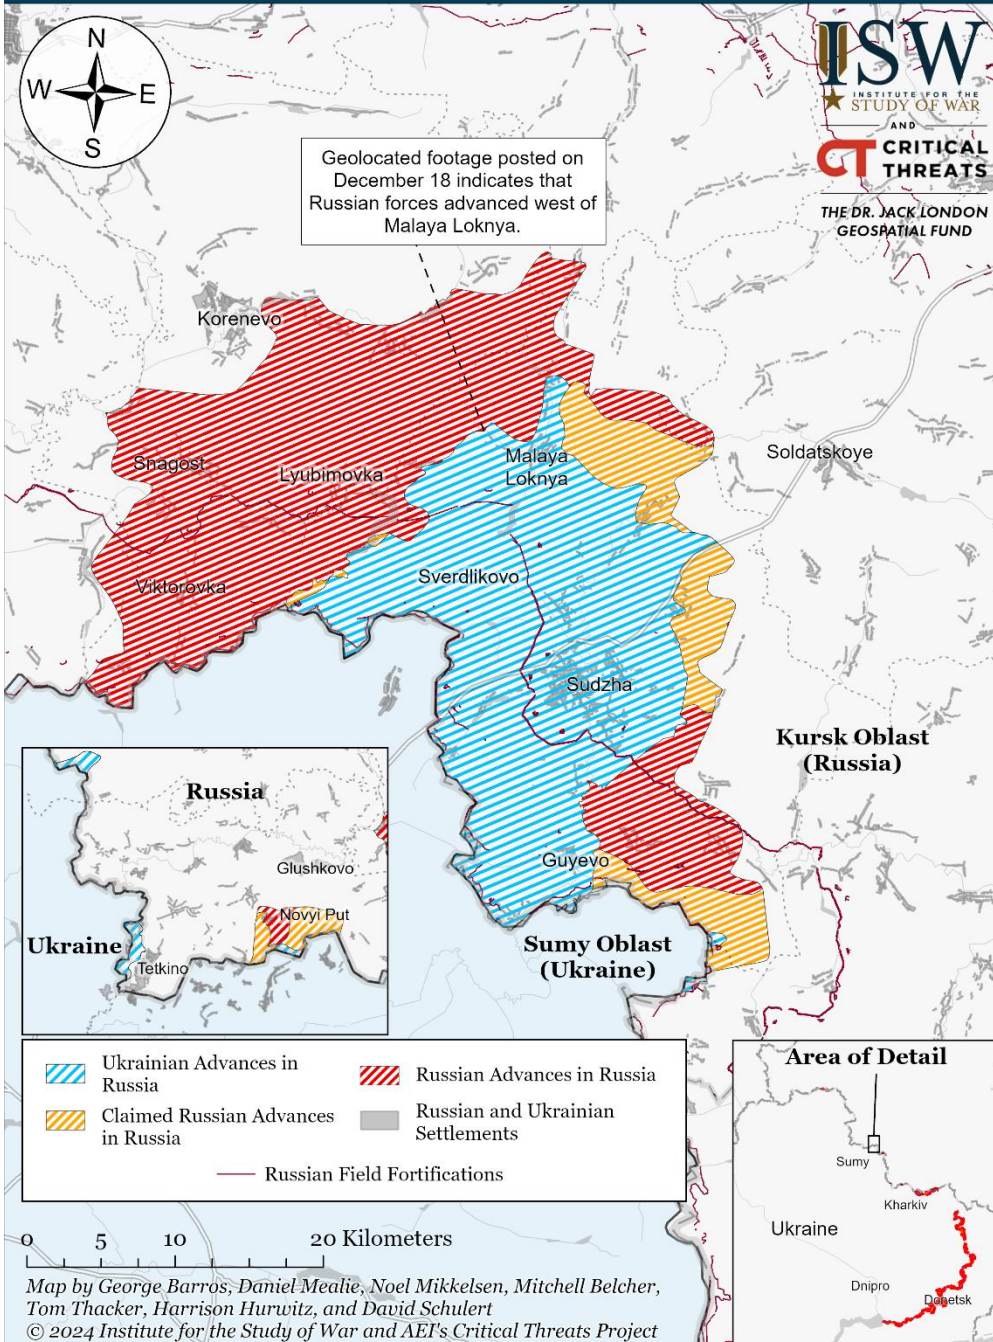 N
W
E
S
ISW
INSTITUTE FOR THE
STUDY OF WAR
AND
CT CRITICAL
THREATS
THE DR. JACK LONDON
GEOSPATIAL FUND
Geolocated footage posted on
December 18 indicates that
Russian forces advanced west of
Malaya Loknya.
Korenevo
Snagost
Lyubimovka
Malaya
Loknya
Soldatskoye
Viktorovka
Sverdlikovo
Sudzha
Kursk Oblast
(Russia)
Guyevo
Sumy Oblast
(Ukraine)
Russia
Glushkovo
Novyi Put
Ukraine
Tetkino
Ukrainian Advances in
Russia
Russian Advances in Russia
Claimed Russian Advances
in Russia
Russian and Ukrainian
Settlements
Russian Field Fortifications
Area of Detail
Sumy
Kharkiv
Ukraine
Dnipro
Donetsk
0 5 10 20 Kilometers
Map by George Barros, Daniel Mealie, Noel Mikkelsen, Mitchell Belcher,
Tom Thacker, Harrison Hurwitz, and David Schulert
© 2024 Institute for the Study of War and AEI's Critical Threats Project